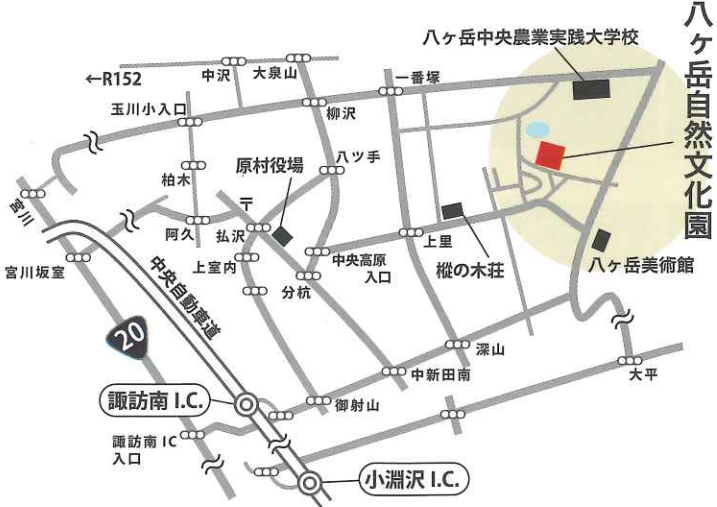 八ヶ岳自然文化園
八ヶ岳中央農業実践大学校
←R152
中沢
大泉山
一番塚
玉川小入口
柳沢
柏木
原村役場
八ツ手
〒
宮川
阿久
払沢
宮川坂室
上室内
中央自動車道
分杭
中央高原
入口
上里
樅の木荘
八ヶ岳美術館
20
深山
中新田南
大平
諏訪南 I.C.
御射山
諏訪南 IC
入口
小淵沢 I.C.